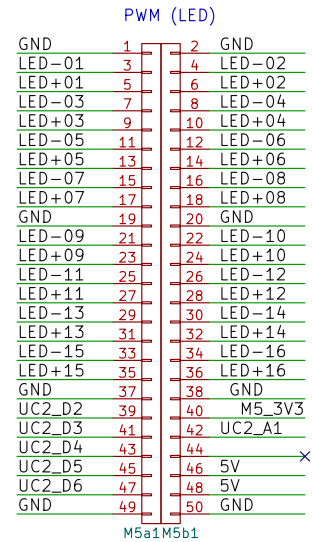 PWM (LED)
GND 1 2 GND
LED-01 3 4 LED-02
LED+01 5 6 LED+02
LED-03 7 8 LED-04
LED+03 9 10 LED+04
LED-05 11 12 LED-06
LED+05 13 14 LED+06
LED-07 15 16 LED-08
LED+07 17 18 LED+08
GND 19 20 GND
LED-09 21 22 LED-10
LED+09 23 24 LED+10
LED-11 25 26 LED-12
LED+11 27 28 LED+12
LED-13 29 30 LED-14
LED+13 31 32 LED+14
LED-15 33 34 LED-16
LED+15 35 36 LED+16
GND 37 38 GND
UC2_D2 39 40 M5_3V3
UC2_D3 41 42 UC2_A1
UC2_D4 43 44
UC2_D5 45 46 5V
UC2_D6 47 48 5V
GND 49 50 GND
M5a1 M5b1